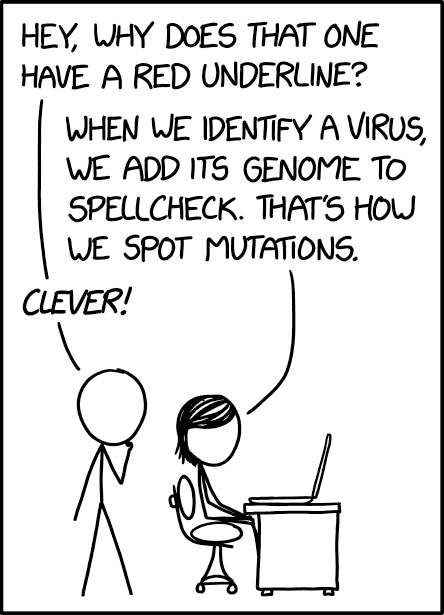 HEY, WHY DOES THAT ONE
HAVE A RED UNDERLINE?
WHEN WE IDENTIFY A VIRUS,
WE ADD ITS GENOME TO
SPELLCHECK. THAT'S HOW
WE SPOT MUTATIONS.
CLEVER!